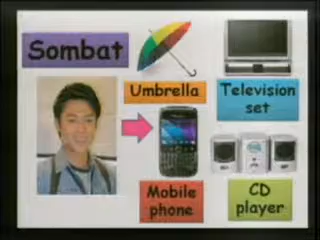 Sombat
Umbrella
Television
set
Mobile
phone
CD
player